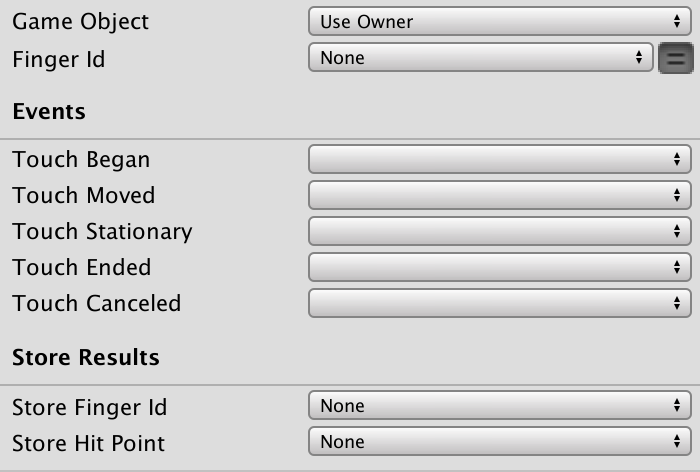 Game Object Use Owner
Finger Id None
Events
Touch Began
Touch Moved
Touch Stationary
Touch Ended
Touch Canceled
Store Results
Store Finger Id None
Store Hit Point None